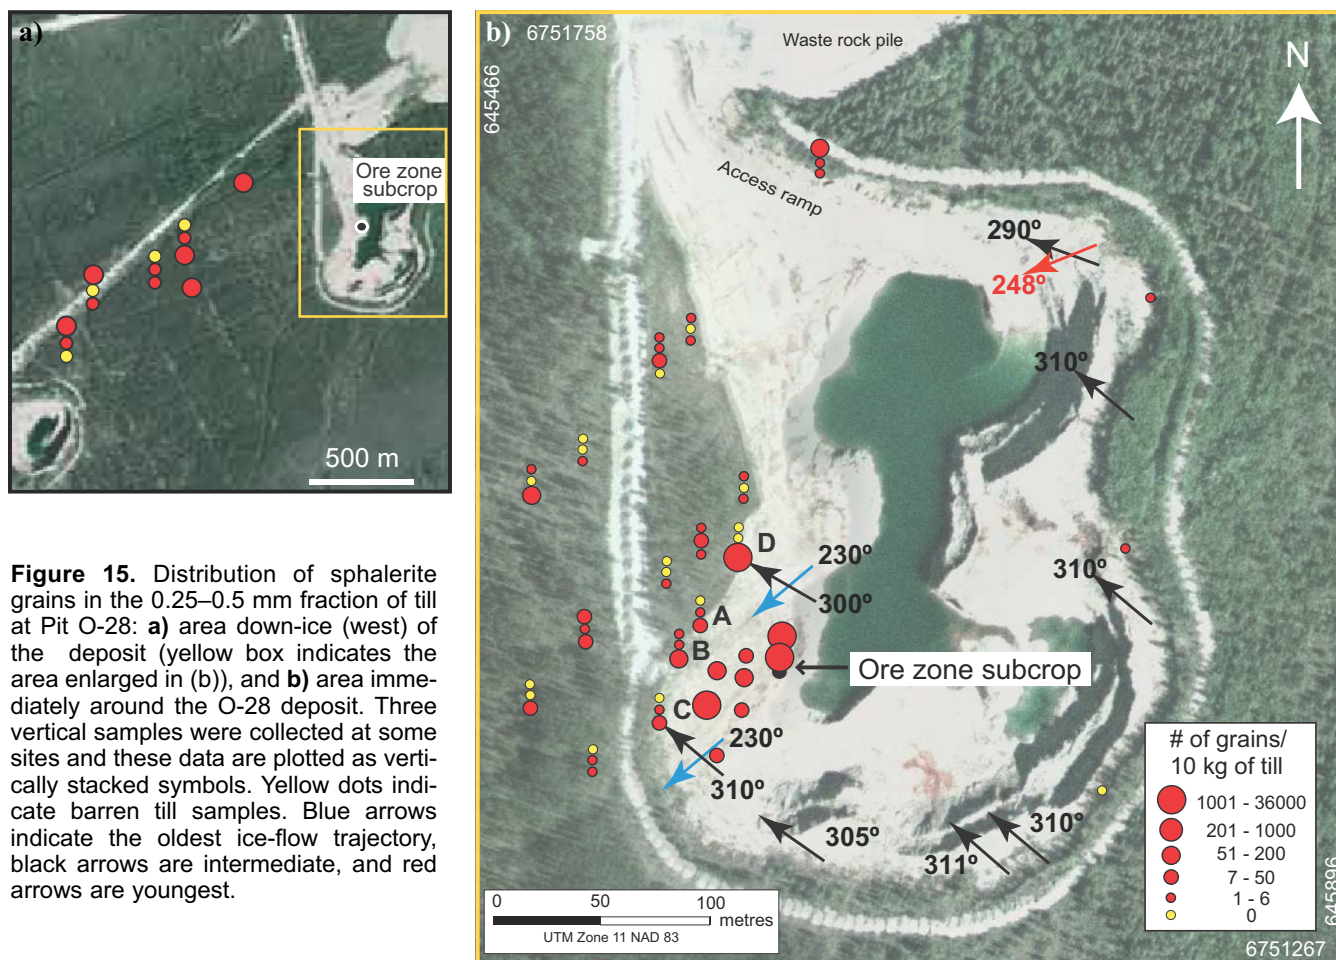 a)
Ore zone
subcrop
500 m
Figure 15. Distribution of sphalerite
grains in the 0.25–0.5 mm fraction of till
at Pit O-28: a) area down-ice (west) of
the deposit (yellow box indicates the
area enlarged in (b)), and b) area imme-
diately around the O-28 deposit. Three
vertical samples were collected at some
sites and these data are plotted as verti-
cally stacked symbols. Yellow dots indi-
cate barren till samples. Blue arrows
indicate the oldest ice-flow trajectory,
black arrows are intermediate, and red
arrows are youngest.
b) 6751758
645466
Waste rock pile
N
Access ramp
290º
248º
310º
D
230º
300º
310º
A
B
Ore zone subcrop
C
230º
310º
305º
311º
310º
# of grains/
10 kg of till
1001 - 36000
201 - 1000
51 - 200
7 - 50
1 - 6
0
0 50 100
metres
UTM Zone 11 NAD 83
645896
6751267